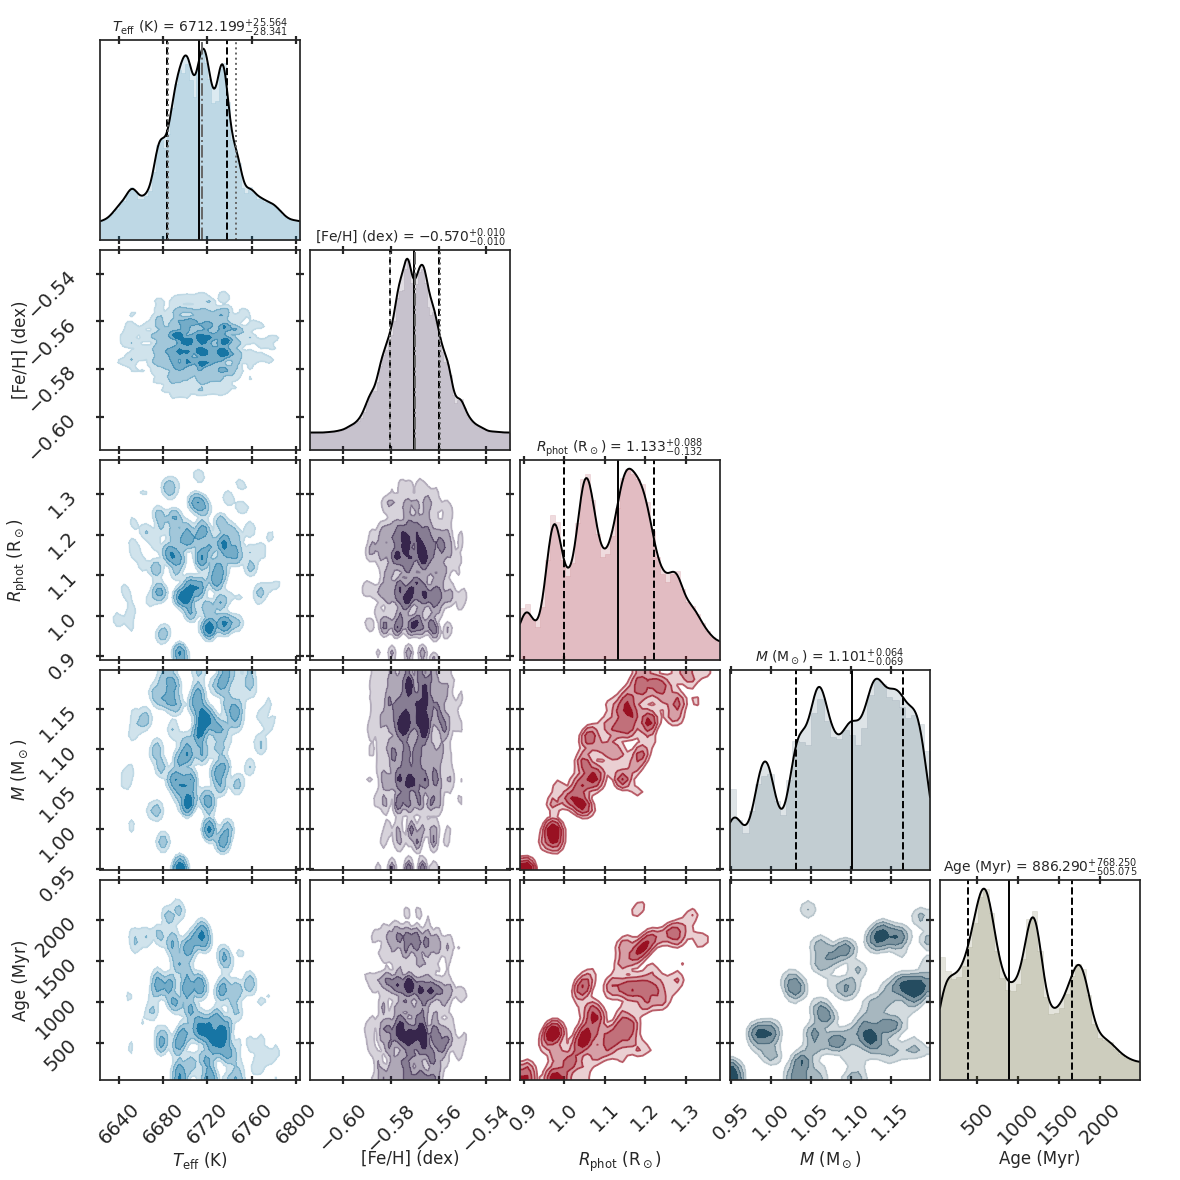 T_eff (K) = 6712.199 +25.564 −28.341
[Fe/H] (dex) = −0.570 +0.010 −0.010
−0.54
−0.56
−0.58
−0.60
[Fe/H] (dex)
R_phot (R⊙) = 1.133 +0.088 −0.132
1.3
1.2
1.1
1.0
0.9
R_phot (R⊙)
M (M⊙) = 1.101 +0.064 −0.069
1.15
1.10
1.05
1.00
0.95
M (M⊙)
Age (Myr) = 886.290 +768.250 −505.075
2000
1500
1000
500
Age (Myr)
6640 6680 6720 6760 6800
−0.60 −0.58 −0.56 −0.54
0.9 1.0 1.1 1.2 1.3
0.95 1.00 1.05 1.10 1.15
500 1000 1500 2000
T_eff (K)
[Fe/H] (dex)
R_phot (R⊙)
M (M⊙)
Age (Myr)